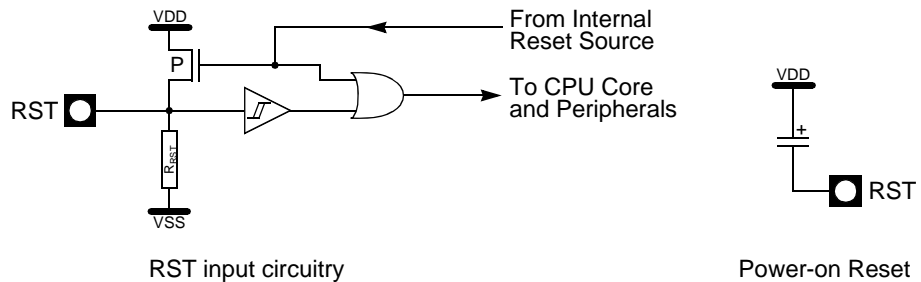 VDD
From Internal
Reset Source
P
To CPU Core
and Peripherals
RST
RRST
VSS
VDD
+
RST
RST input circuitry
Power-on Reset